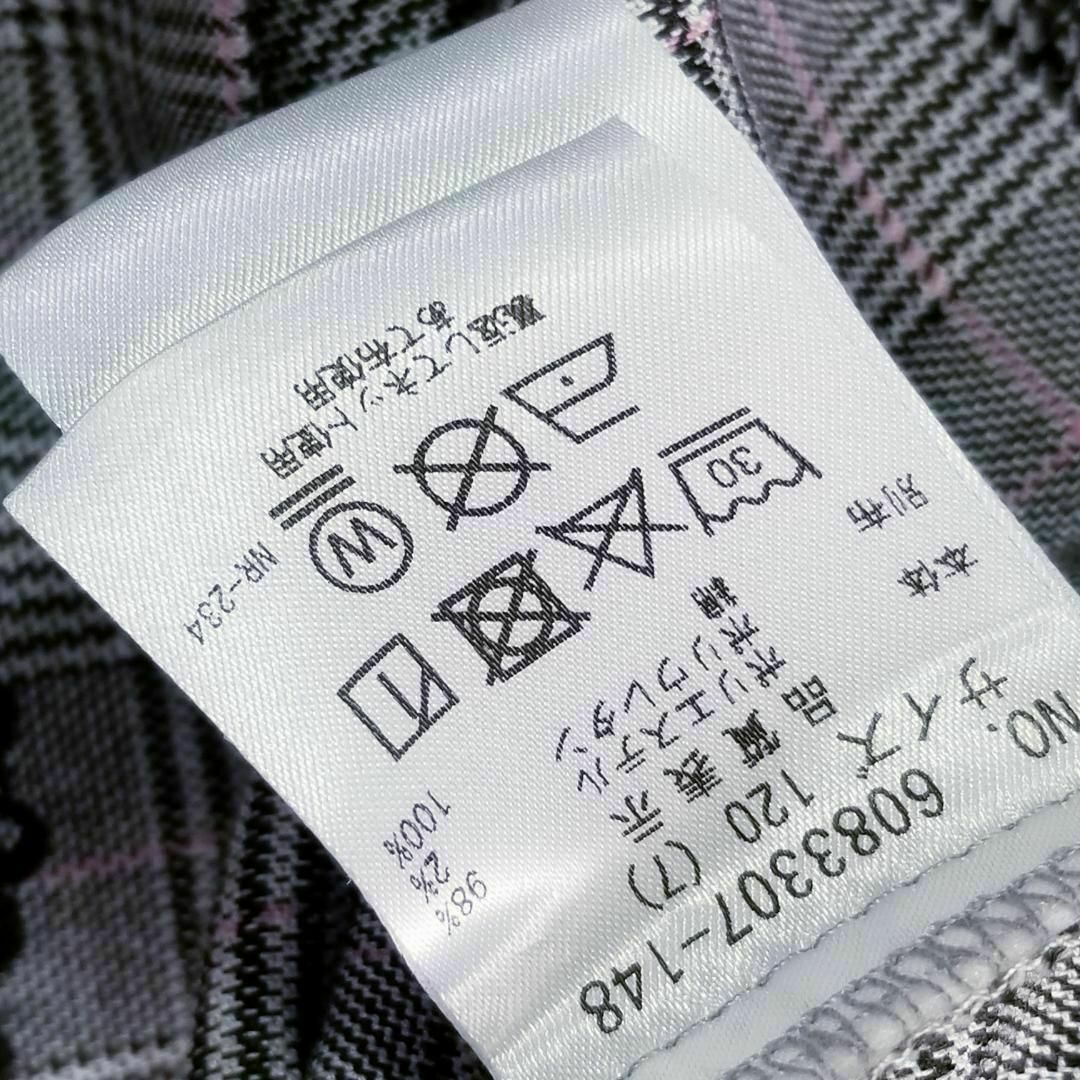 NO. 6083307-148
サイズ 120 (7)
品質表示
本体 ポリエステル 98%
ポリウレタン 2%
別布 綿 100%
30
W
裏返してネット使用
あて布使用
NR-234